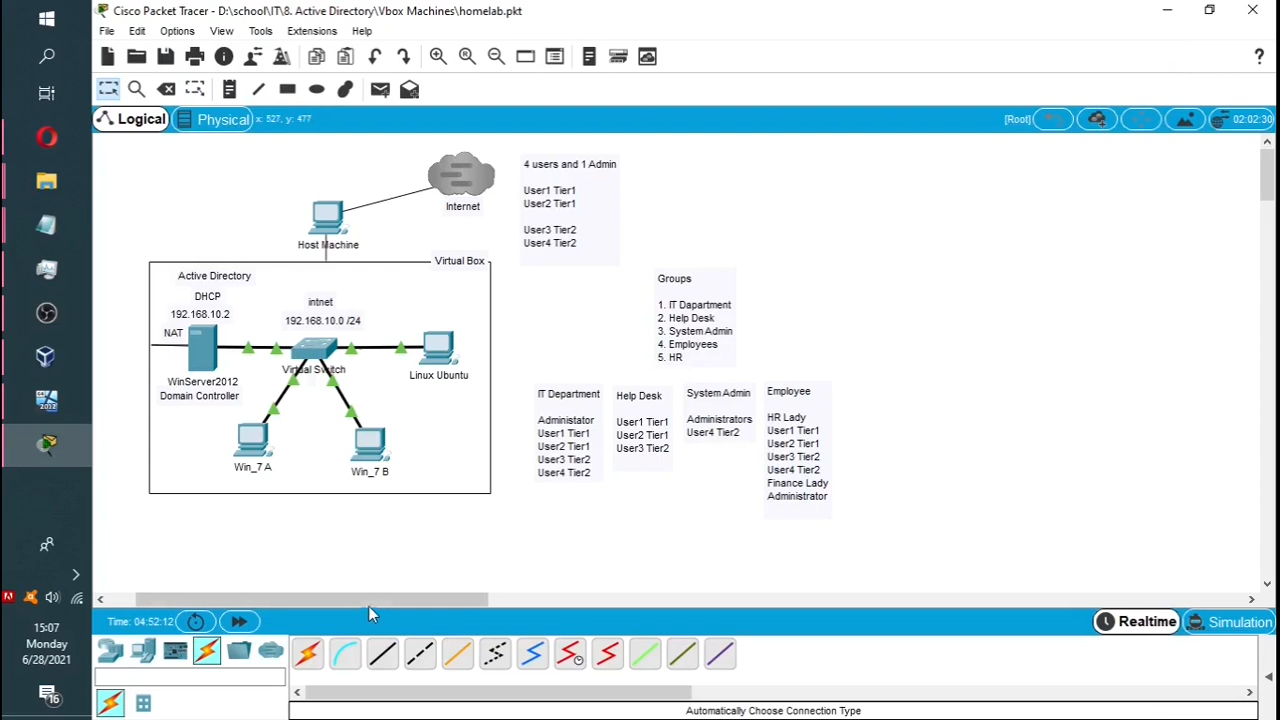 Cisco Packet Tracer - D:\school\IT\8. Active Directory\Vbox Machines\homelab.pkt
File Edit Options View Tools Extensions Help
Logical Physical x: 527, y: 477 [Root] 02:02:30
Internet
Host Machine
Virtual Box
Active Directory
DHCP
192.168.10.2
NAT
intnet
192.168.10.0 /24
Virtual Switch
Linux Ubuntu
WinServer2012
Domain Controller
Win_7 A
Win_7 B
4 users and 1 Admin
User1 Tier1
User2 Tier1
User3 Tier2
User4 Tier2
Groups
1. IT Dapartment
2. Help Desk
3. System Admin
4. Employees
5. HR
IT Department
Administator
User1 Tier1
User2 Tier1
User3 Tier2
User4 Tier2
Help Desk
User1 Tier1
User2 Tier1
User3 Tier2
System Admin
Administrators
User4 Tier2
Employee
HR Lady
User1 Tier1
User2 Tier1
User3 Tier2
User4 Tier2
Finance Lady
Administrator
Time: 04:52:12
Realtime Simulation
Automatically Choose Connection Type
15:07
Monday
6/28/2021
16